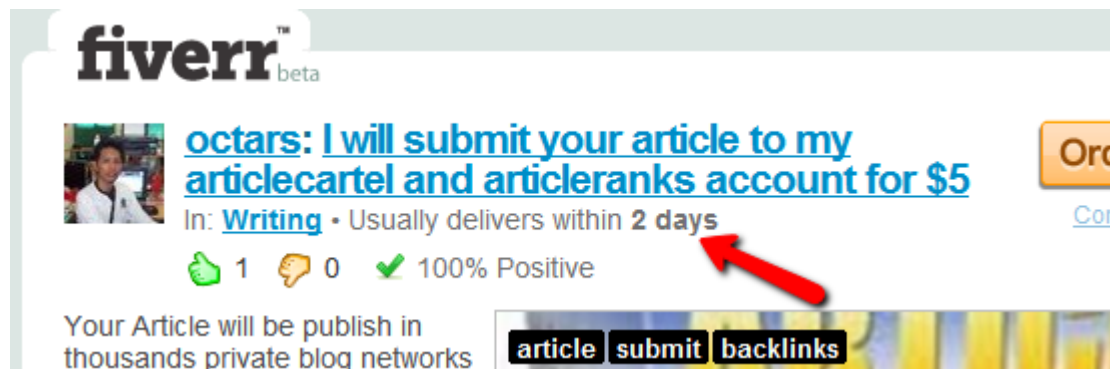 fiverr™
beta
octars: I will submit your article to my
articlecartel and articleranks account for $5
In: Writing • Usually delivers within 2 days
1 0 100% Positive
Your Article will be publish in
thousands private blog networks
article submit backlinks